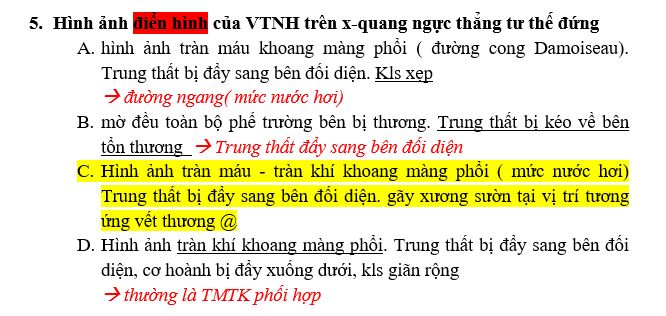 5. Hình ảnh điển hình của VTNH trên x-quang ngực thẳng tư thế đứng
A. hình ảnh tràn máu khoang màng phổi ( đường cong Damoiseau).
Trung thất bị đẩy sang bên đối diện. Kls xẹp
→ đường ngang( mức nước hơi)
B. mờ đều toàn bộ phế trường bên bị thương. Trung thất bị kéo về bên
tổn thương → Trung thất đẩy sang bên đối diện
C. Hình ảnh tràn máu - tràn khí khoang màng phổi ( mức nước hơi)
Trung thất bị đẩy sang bên đối diện. gãy xương sườn tại vị trí tương
ứng vết thương @
D. Hình ảnh tràn khí khoang màng phổi. Trung thất bị đẩy sang bên đối
diện, cơ hoành bị đẩy xuống dưới, kls giãn rộng
→ thường là TMTK phối hợp